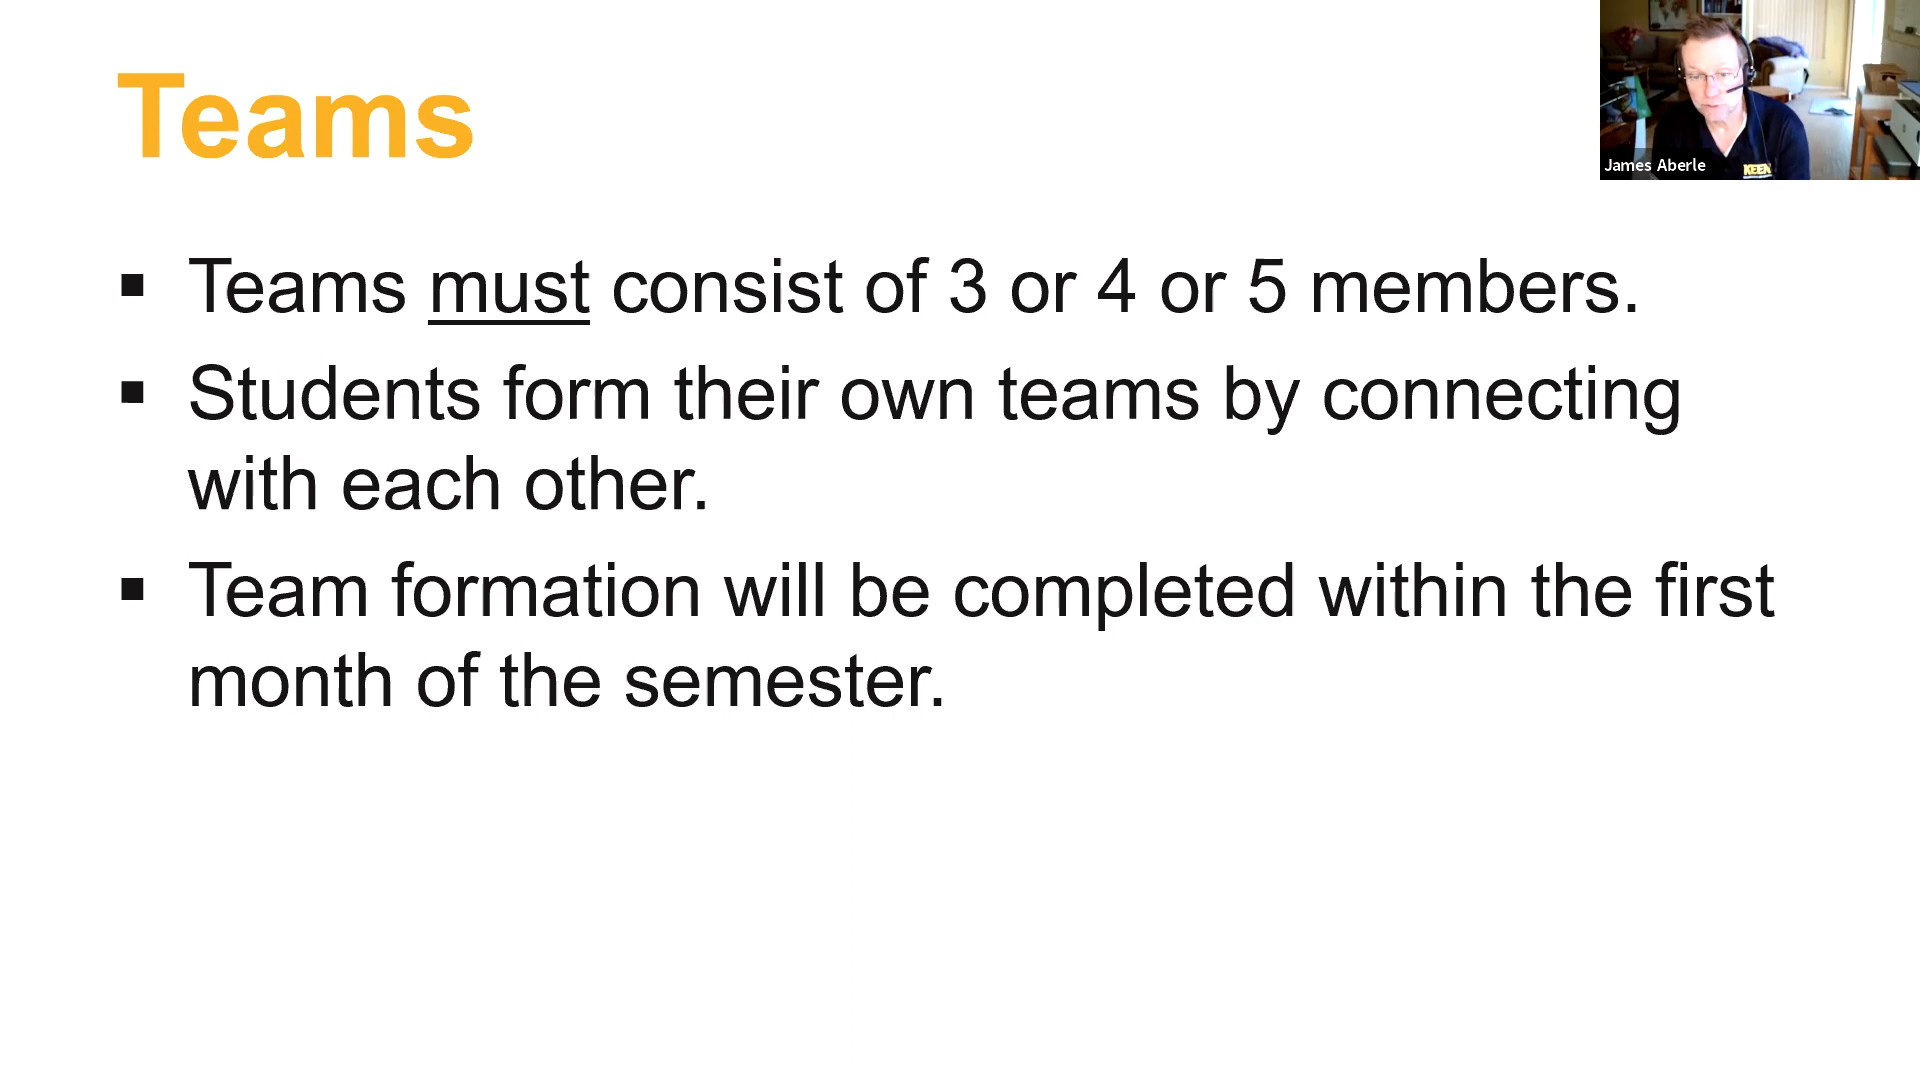 Teams
▪ Teams must consist of 3 or 4 or 5 members.
▪ Students form their own teams by connecting
with each other.
▪ Team formation will be completed within the first
month of the semester.
James Aberle
KEEN